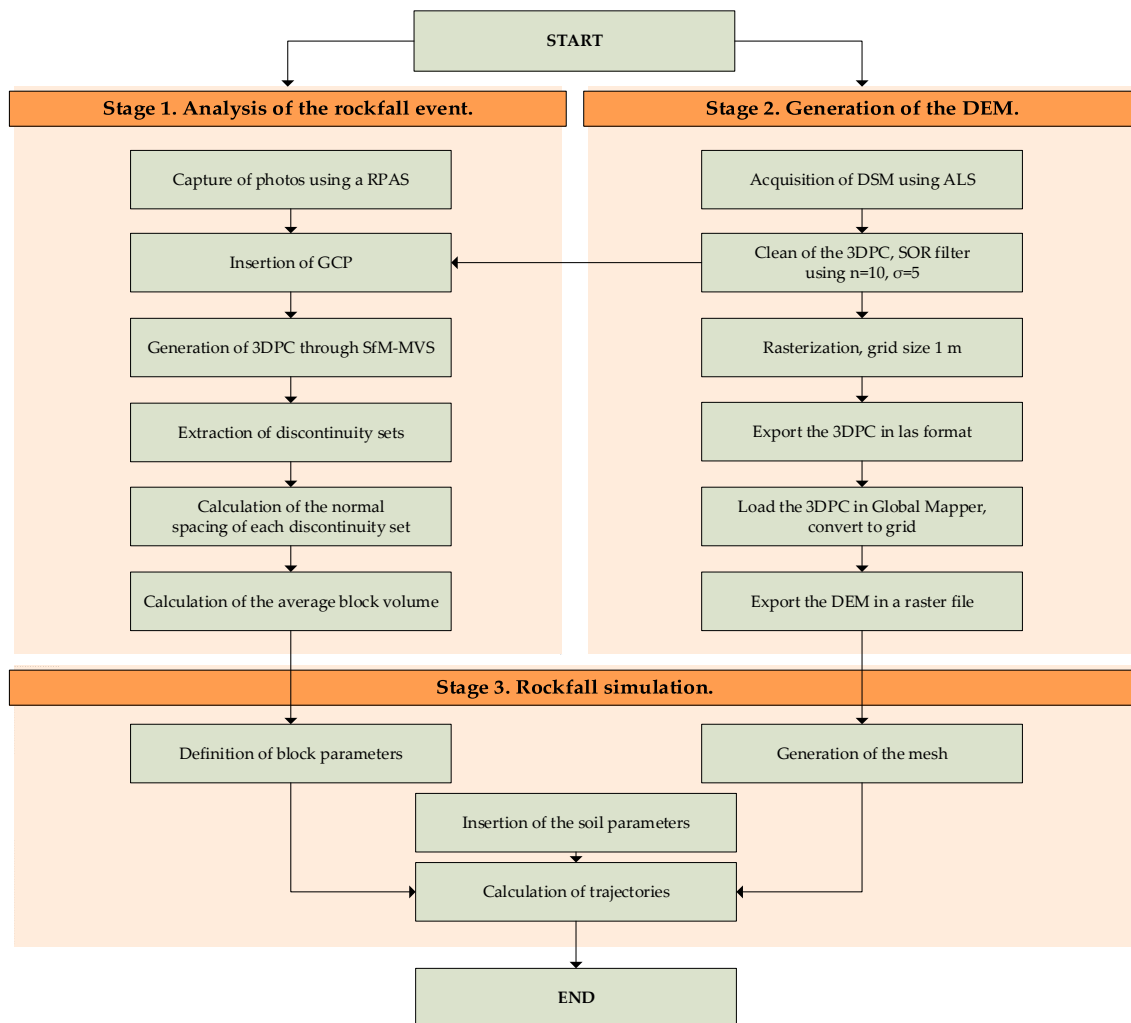 START
Stage 1. Analysis of the rockfall event.
Capture of photos using a RPAS
Insertion of GCP
Generation of 3DPC through SfM-MVS
Extraction of discontinuity sets
Calculation of the normal
spacing of each discontinuity set
Calculation of the average block volume
Stage 2. Generation of the DEM.
Acquisition of DSM using ALS
Clean of the 3DPC, SOR filter
using n=10, σ=5
Rasterization, grid size 1 m
Export the 3DPC in las format
Load the 3DPC in Global Mapper,
convert to grid
Export the DEM in a raster file
Stage 3. Rockfall simulation.
Definition of block parameters
Generation of the mesh
Insertion of the soil parameters
Calculation of trajectories
END